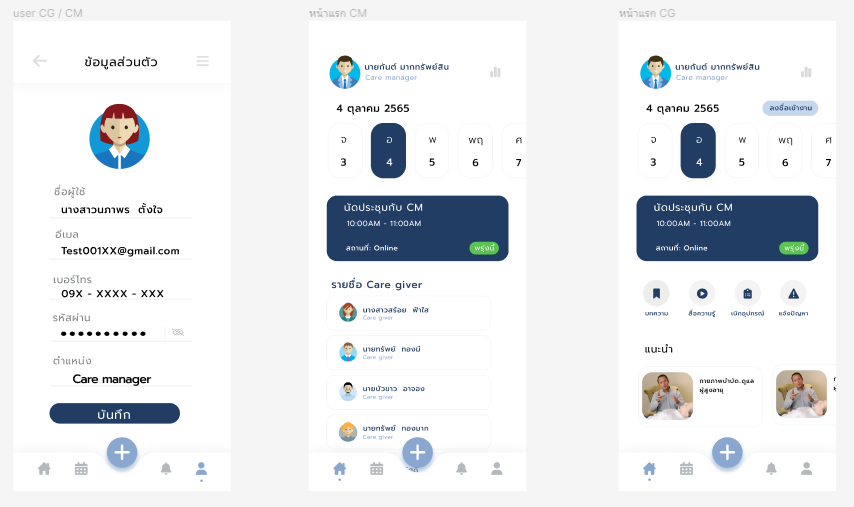 user CG / CM
ข้อมูลส่วนตัว
ชื่อผู้ใช้
นางสาวนภาพร ตั้งใจ
อีเมล
Test001XX@gmail.com
เบอร์โทร
09X - XXXX - XXX
รหัสผ่าน
ตำแหน่ง
Care manager
บันทึก
หน้าแรก CM
นายกันต์ มากทรัพย์สิน
Care manager
4 ตุลาคม 2565
จ อ พ พฤ ศ
3 4 5 6 7
นัดประชุมกับ CM
10:00AM - 11:00AM
สถานที่: Online
พรุ่งนี้
รายชื่อ Care giver
นางสาวสร้อย ฟ้าใส
Care giver
นายทรัพย์ ทองมี
Care giver
นายบัวขาว อาจอง
Care giver
นายทรัพย์ ทองมาก
Care giver
หน้าแรก CG
นายกันต์ มากทรัพย์สิน
Care manager
4 ตุลาคม 2565
ลงชื่อเข้างาน
จ อ พ พฤ ศ
3 4 5 6 7
นัดประชุมกับ CM
10:00AM - 11:00AM
สถานที่: Online
พรุ่งนี้
บทความ
สื่อความรู้
เบิกอุปกรณ์
แจ้งปัญหา
แนะนำ
กายภาพบำบัด..ดูแล
ผู้สูงอายุ